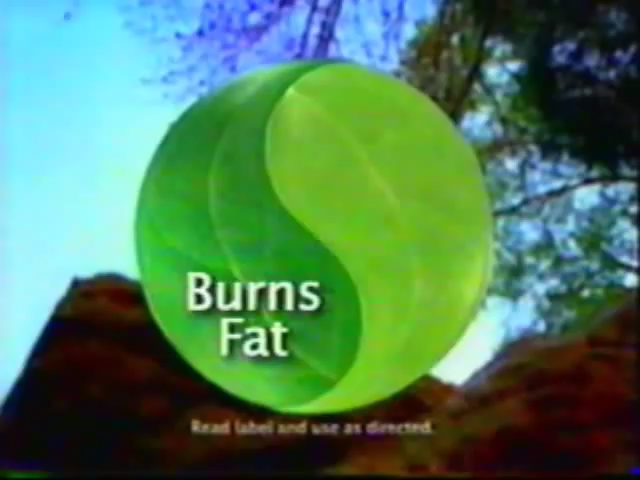 Burns
Fat
Read label and use as directed.